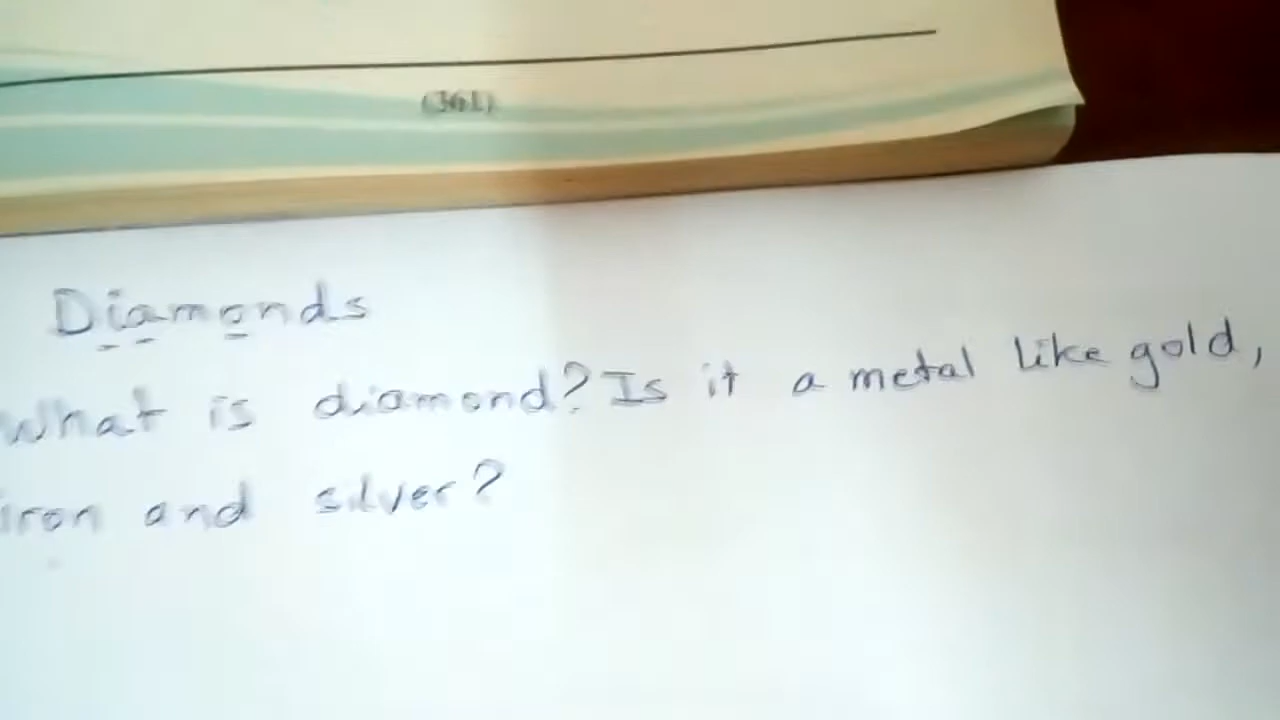 (361)
Diamonds
What is diamond? Is it a metal like gold,
iron and silver?